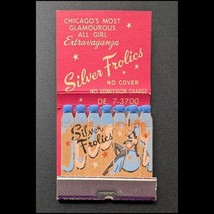 CHICAGO'S MOST
GLAMOUROUS
ALL GIRL
Extravaganza
Silver Frolics
NO COVER
NO ADMISSION CHARGE
DE 7-3700
Silver
Frolics